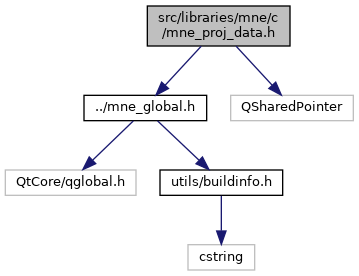 src/libraries/mne/c
/mne_proj_data.h
../mne_global.h
QSharedPointer
QtCore/qglobal.h
utils/buildinfo.h
cstring